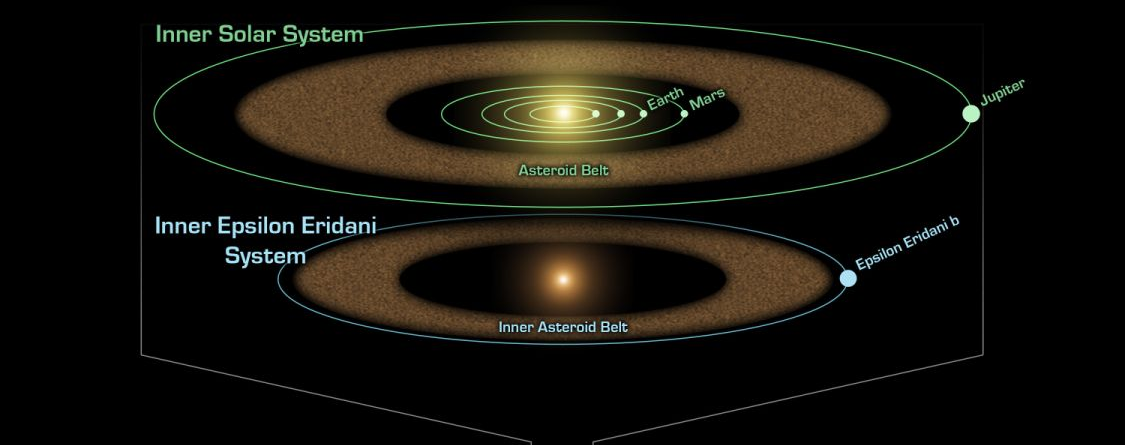 Inner Solar System
Earth
Mars
Jupiter
Asteroid Belt
Inner Epsilon Eridani
System
Epsilon Eridani b
Inner Asteroid Belt